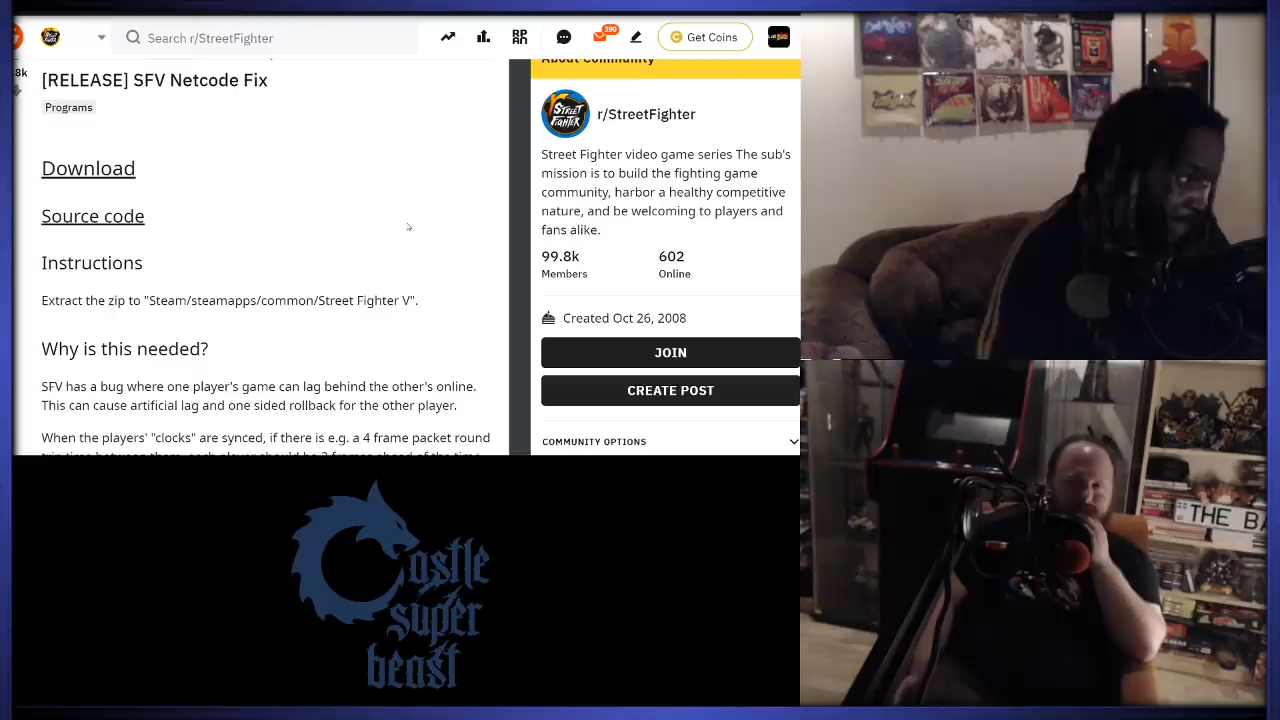 8k
Search r/StreetFighter
390
Get Coins
[RELEASE] SFV Netcode Fix
Programs
Download
Source code
Instructions
Extract the zip to "Steam/steamapps/common/Street Fighter V".
Why is this needed?
SFV has a bug where one player's game can lag behind the other's online.
This can cause artificial lag and one sided rollback for the other player.
When the players' "clocks" are synced, if there is e.g. a 4 frame packet round
About Community
STREET FIGHTER
r/StreetFighter
Street Fighter video game series The sub's
mission is to build the fighting game
community, harbor a healthy competitive
nature, and be welcoming to players and
fans alike.
99.8k
602
Members
Online
Created Oct 26, 2008
JOIN
CREATE POST
COMMUNITY OPTIONS
Castle
super
beast
THE BA